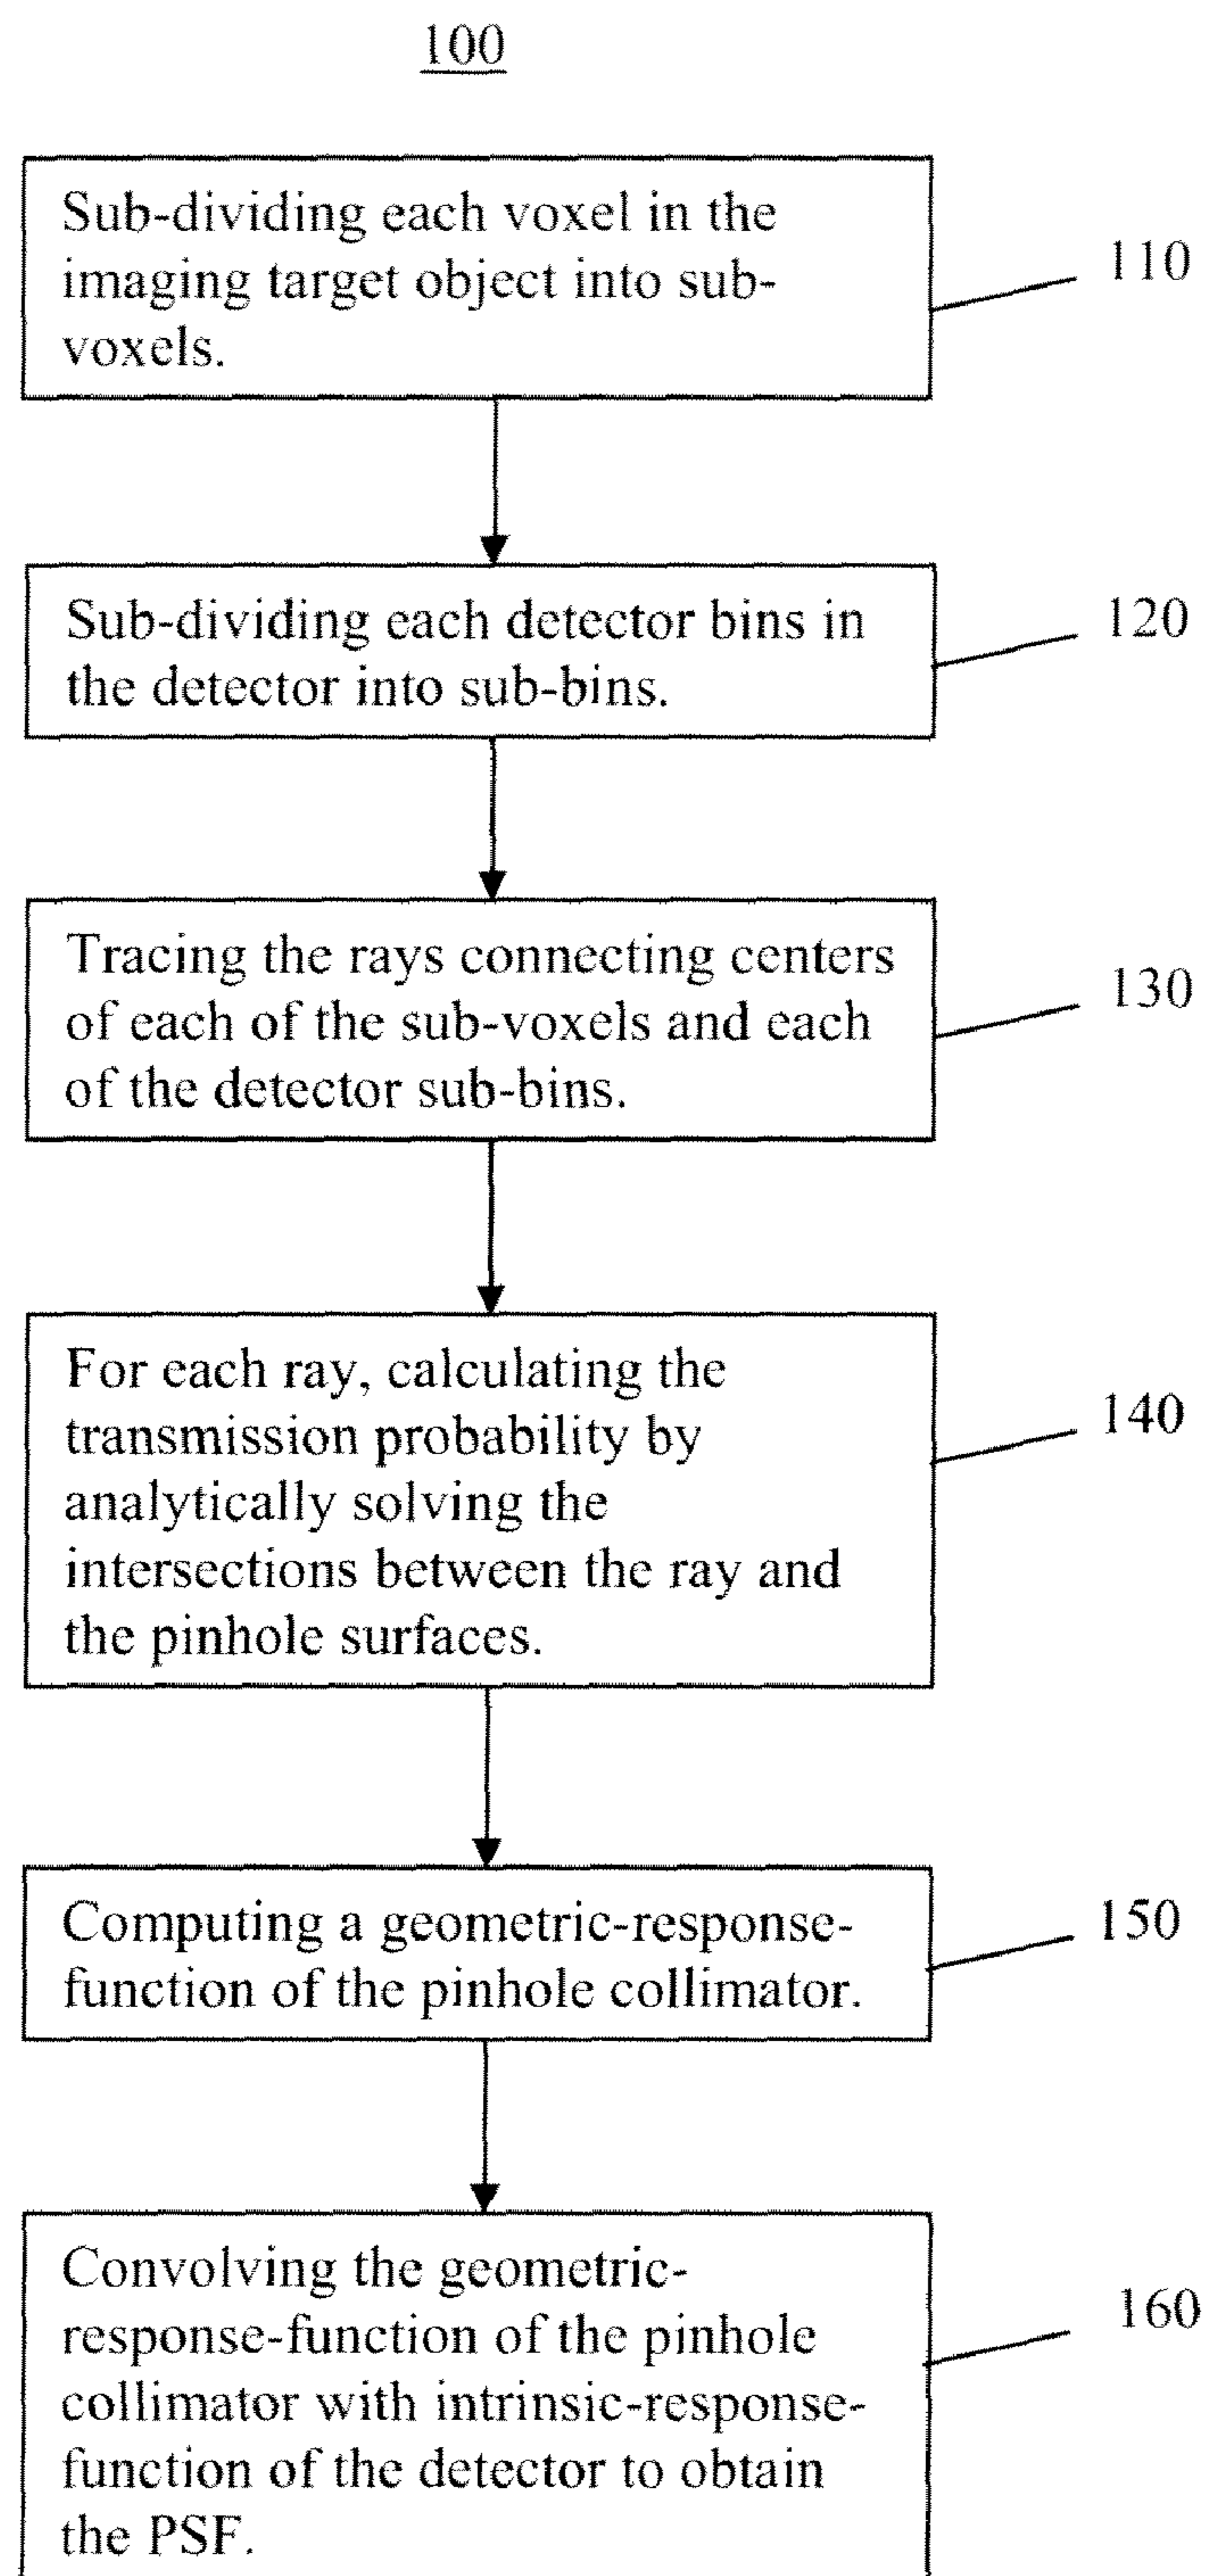 100
Sub-dividing each voxel in the
imaging target object into sub-
voxels.
110
Sub-dividing each detector bins in
the detector into sub-bins.
120
Tracing the rays connecting centers
of each of the sub-voxels and each
of the detector sub-bins.
130
For each ray, calculating the
transmission probability by
analytically solving the
intersections between the ray and
the pinhole surfaces.
140
Computing a geometric-response-
function of the pinhole collimator.
150
Convolving the geometric-
response-function of the pinhole
collimator with intrinsic-response-
function of the detector to obtain
the PSF.
160